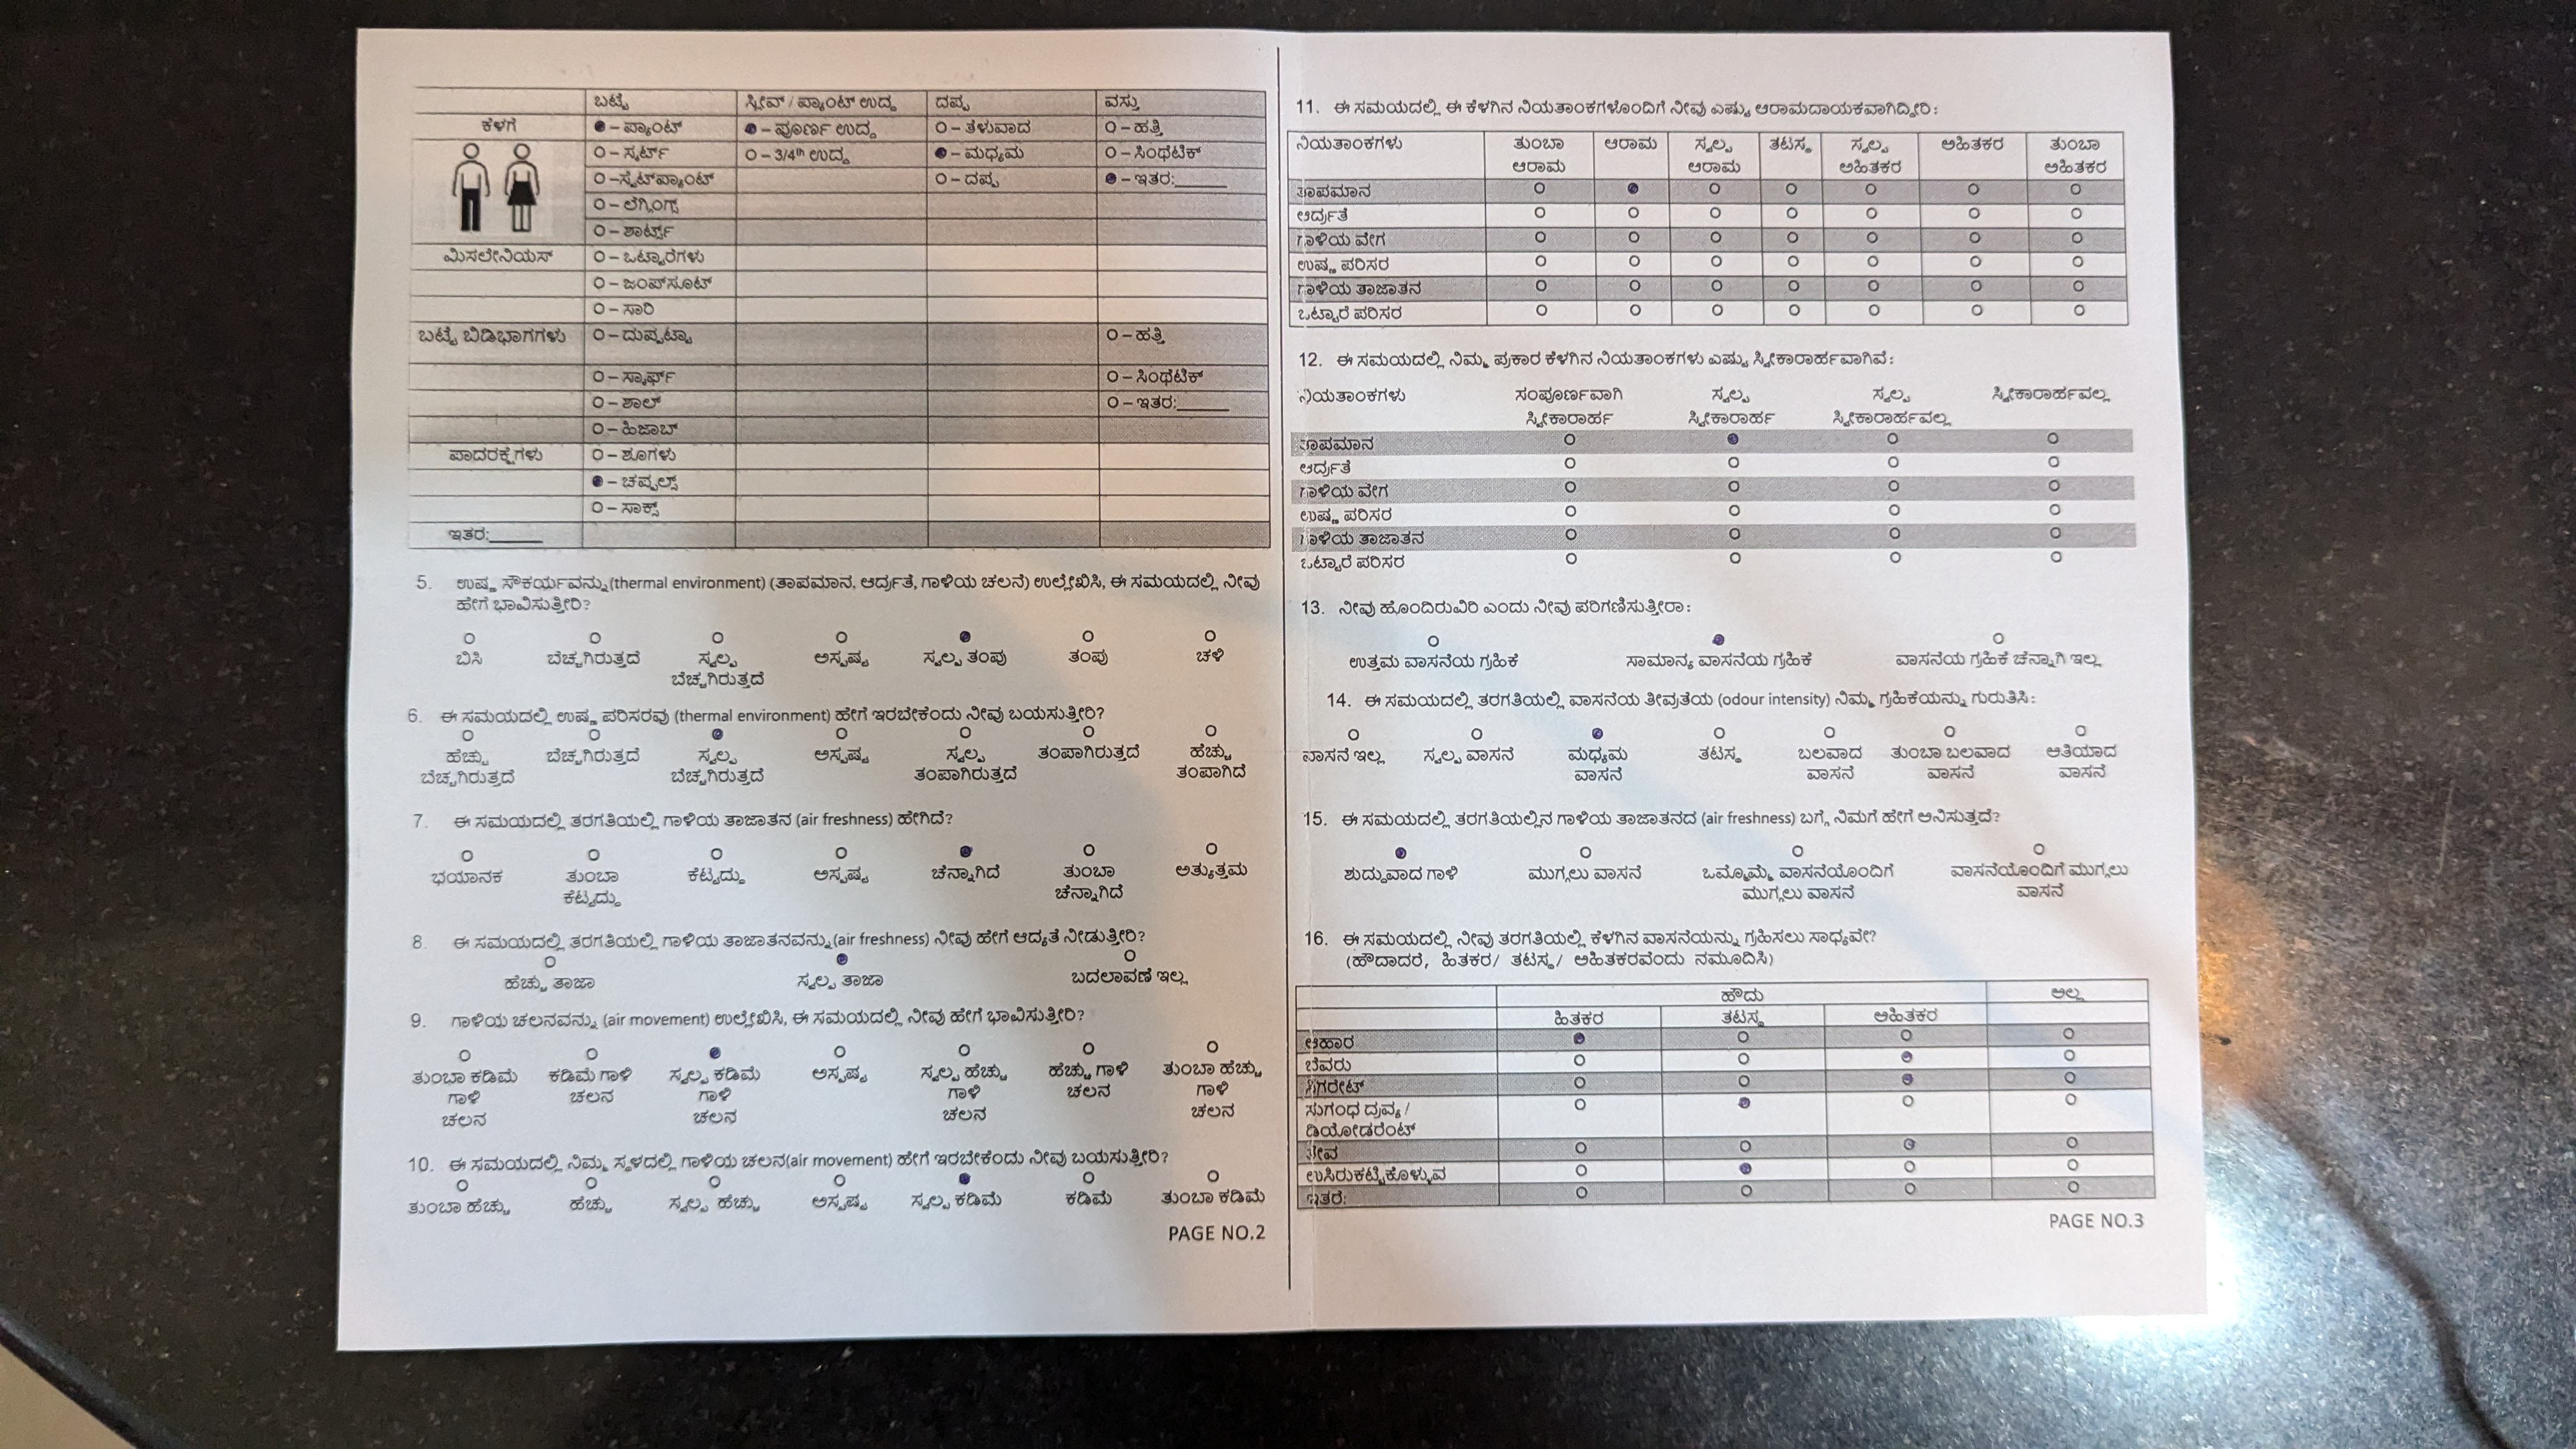 ಬಟ್ಟೆ ಸ್ಲೀವ್ / ಪ್ಯಾಂಟ್ ಉದ್ದ ದಪ್ಪ ವಸ್ತು
ಕೆಳಗೆ ●– ಪ್ಯಾಂಟ್ ●– ಪೂರ್ಣ ಉದ್ದ O – ತೆಳುವಾದ O – ಹತ್ತಿ
O – ಸ್ಕರ್ಟ್ O – 3/4th ಉದ್ದ ●– ಮಧ್ಯಮ O – ಸಿಂಥೆಟಿಕ್
O –ಸ್ವೆಟ್‌ಪ್ಯಾಂಟ್ O – ದಪ್ಪ ●– ಇತರ:______
O – ಲೆಗ್ಗಿಂಗ್ಸ್
O – ಶಾರ್ಟ್ಸ್
ಮಿಸಲೇನಿಯಸ್ O – ಒಟ್ಟಾರೆಗಳು
O – ಜಂಪ್‌ಸೂಟ್
O – ಸಾರಿ
ಬಟ್ಟೆ ಬಿಡಿಭಾಗಗಳು O – ದುಪ್ಪಟ್ಟಾ O – ಹತ್ತಿ
O – ಸ್ಕಾರ್ಫ್ O – ಸಿಂಥೆಟಿಕ್
O – ಶಾಲ್ O – ಇತರ:______
O – ಹಿಜಾಬ್
ಪಾದರಕ್ಷೆಗಳು O – ಶೂಗಳು
●– ಚಪ್ಪಲ್ಸ್
O – ಸಾಕ್ಸ್
ಇತರ:______
5. ಉಷ್ಣ ಸೌಕರ್ಯವನ್ನು (thermal environment) (ತಾಪಮಾನ, ಆರ್ದ್ರತೆ, ಗಾಳಿಯ ಚಲನೆ) ಉಲ್ಲೇಖಿಸಿ, ಈ ಸಮಯದಲ್ಲಿ ನೀವು
ಹೇಗೆ ಭಾವಿಸುತ್ತೀರಿ?
ಬಿಸಿ ಬೆಚ್ಚಗಿರುತ್ತದೆ ಸ್ವಲ್ಪ ಅಸ್ಪಷ್ಟ ಸ್ವಲ್ಪ ತಂಪು ತಂಪು ಚಳಿ
ಬೆಚ್ಚಗಿರುತ್ತದೆ
6. ಈ ಸಮಯದಲ್ಲಿ ಉಷ್ಣ ಪರಿಸರವು (thermal environment) ಹೇಗೆ ಇರಬೇಕೆಂದು ನೀವು ಬಯಸುತ್ತೀರಿ?
ಹೆಚ್ಚು ಬೆಚ್ಚಗಿರುತ್ತದೆ ಸ್ವಲ್ಪ ಅಸ್ಪಷ್ಟ ಸ್ವಲ್ಪ ತಂಪಾಗಿರುತ್ತದೆ ಹೆಚ್ಚು
ಬೆಚ್ಚಗಿರುತ್ತದೆ ಬೆಚ್ಚಗಿರುತ್ತದೆ ತಂಪಾಗಿರುತ್ತದೆ ತಂಪಾಗಿದೆ
7. ಈ ಸಮಯದಲ್ಲಿ ತರಗತಿಯಲ್ಲಿ ಗಾಳಿಯ ತಾಜಾತನ (air freshness) ಹೇಗಿದೆ?
ಭಯಾನಕ ತುಂಬಾ ಕೆಟ್ಟದ್ದು ಅಸ್ಪಷ್ಟ ಚೆನ್ನಾಗಿದೆ ತುಂಬಾ ಅತ್ಯುತ್ತಮ
ಕೆಟ್ಟದ್ದು ಚೆನ್ನಾಗಿದೆ
8. ಈ ಸಮಯದಲ್ಲಿ ತರಗತಿಯಲ್ಲಿ ಗಾಳಿಯ ತಾಜಾತನವನ್ನು (air freshness) ನೀವು ಹೇಗೆ ಆದ್ಯತೆ ನೀಡುತ್ತೀರಿ?
ಹೆಚ್ಚು ತಾಜಾ ಸ್ವಲ್ಪ ತಾಜಾ ಬದಲಾವಣೆ ಇಲ್ಲ
9. ಗಾಳಿಯ ಚಲನವನ್ನು (air movement) ಉಲ್ಲೇಖಿಸಿ, ಈ ಸಮಯದಲ್ಲಿ ನೀವು ಹೇಗೆ ಭಾವಿಸುತ್ತೀರಿ?
ತುಂಬಾ ಕಡಿಮೆ ಕಡಿಮೆ ಗಾಳಿ ಸ್ವಲ್ಪ ಕಡಿಮೆ ಅಸ್ಪಷ್ಟ ಸ್ವಲ್ಪ ಹೆಚ್ಚು ಹೆಚ್ಚು ಗಾಳಿ ತುಂಬಾ ಹೆಚ್ಚು
ಗಾಳಿ ಚಲನ ಗಾಳಿ ಗಾಳಿ ಚಲನ ಗಾಳಿ
ಚಲನ ಚಲನ ಚಲನ ಚಲನ
10. ಈ ಸಮಯದಲ್ಲಿ ನಿಮ್ಮ ಸ್ಥಳದಲ್ಲಿ ಗಾಳಿಯ ಚಲನ(air movement) ಹೇಗೆ ಇರಬೇಕೆಂದು ನೀವು ಬಯಸುತ್ತೀರಿ?
ತುಂಬಾ ಹೆಚ್ಚು ಹೆಚ್ಚು ಸ್ವಲ್ಪ ಹೆಚ್ಚು ಅಸ್ಪಷ್ಟ ಸ್ವಲ್ಪ ಕಡಿಮೆ ಕಡಿಮೆ ತುಂಬಾ ಕಡಿಮೆ
PAGE NO.2
11. ಈ ಸಮಯದಲ್ಲಿ ಈ ಕೆಳಗಿನ ನಿಯತಾಂಕಗಳೊಂದಿಗೆ ನೀವು ಎಷ್ಟು ಆರಾಮದಾಯಕವಾಗಿದ್ದೀರಿ:
ನಿಯತಾಂಕಗಳು ತುಂಬಾ ಆರಾಮ ಸ್ವಲ್ಪ ತಟಸ್ಥ ಸ್ವಲ್ಪ ಅಹಿತಕರ ತುಂಬಾ
ಆರಾಮ ಆರಾಮ ಅಹಿತಕರ ಅಹಿತಕರ
ತಾಪಮಾನ
ಆರ್ದ್ರತೆ
ಗಾಳಿಯ ವೇಗ
ಉಷ್ಣ ಪರಿಸರ
ಗಾಳಿಯ ತಾಜಾತನ
ಒಟ್ಟಾರೆ ಪರಿಸರ
12. ಈ ಸಮಯದಲ್ಲಿ ನಿಮ್ಮ ಪ್ರಕಾರ ಕೆಳಗಿನ ನಿಯತಾಂಕಗಳು ಎಷ್ಟು ಸ್ವೀಕಾರಾರ್ಹವಾಗಿವೆ:
ನಿಯತಾಂಕಗಳು ಸಂಪೂರ್ಣವಾಗಿ ಸ್ವಲ್ಪ ಸ್ವಲ್ಪ ಸ್ವೀಕಾರಾರ್ಹವಲ್ಲ
ಸ್ವೀಕಾರಾರ್ಹ ಸ್ವೀಕಾರಾರ್ಹ ಸ್ವೀಕಾರಾರ್ಹವಲ್ಲ
ತಾಪಮಾನ
ಆರ್ದ್ರತೆ
ಗಾಳಿಯ ವೇಗ
ಉಷ್ಣ ಪರಿಸರ
ಗಾಳಿಯ ತಾಜಾತನ
ಒಟ್ಟಾರೆ ಪರಿಸರ
13. ನೀವು ಹೊಂದಿರುವಿರಿ ಎಂದು ನೀವು ಪರಿಗಣಿಸುತ್ತೀರಾ:
ಉತ್ತಮ ವಾಸನೆಯ ಗ್ರಹಿಕೆ ಸಾಮಾನ್ಯ ವಾಸನೆಯ ಗ್ರಹಿಕೆ ವಾಸನೆಯ ಗ್ರಹಿಕೆ ಚೆನ್ನಾಗಿ ಇಲ್ಲ
14. ಈ ಸಮಯದಲ್ಲಿ ತರಗತಿಯಲ್ಲಿ ವಾಸನೆಯ ತೀವ್ರತೆಯ (odour intensity) ನಿಮ್ಮ ಗ್ರಹಿಕೆಯನ್ನು ಗುರುತಿಸಿ:
ವಾಸನೆ ಇಲ್ಲ ಸ್ವಲ್ಪ ವಾಸನೆ ಮಧ್ಯಮ ತಟಸ್ಥ ಬಲವಾದ ತುಂಬಾ ಬಲವಾದ ಅತಿಯಾದ
ವಾಸನೆ ವಾಸನೆ ವಾಸನೆ ವಾಸನೆ
15. ಈ ಸಮಯದಲ್ಲಿ ತರಗತಿಯಲ್ಲಿನ ಗಾಳಿಯ ತಾಜಾತನದ (air freshness) ಬಗ್ಗೆ ನಿಮಗೆ ಹೇಗೆ ಅನಿಸುತ್ತದೆ?
ಶುದ್ದುವಾದ ಗಾಳಿ ಮುಗ್ಗಲು ವಾಸನೆ ಒಮ್ಮೊಮ್ಮೆ ವಾಸನೆಯೊಂದಿಗೆ ವಾಸನೆಯೊಂದಿಗೆ ಮುಗ್ಗಲು
ಮುಗ್ಗಲು ವಾಸನೆ ವಾಸನೆ
16. ಈ ಸಮಯದಲ್ಲಿ ನೀವು ತರಗತಿಯಲ್ಲಿ ಕೆಳಗಿನ ವಾಸನೆಯನ್ನು ಗ್ರಹಿಸಲು ಸಾಧ್ಯವೇ?
(ಹೌದಾದರೆ, ಹಿತಕರ/ ತಟಸ್ಥ/ ಅಹಿತಕರವೆಂದು ನಮೂದಿಸಿ)
ಹೌದು ಅಲ್ಲ
ಹಿತಕರ ತಟಸ್ಥ ಅಹಿತಕರ
ಆಹಾರ
ಬೆವರು
ಸಿಗರೇಟ್
ಸುಗಂಧ ದ್ರವ್ಯ /
ಡಿಯೋಡರೆಂಟ್
ತೇವ
ಉಸಿರುಕಟ್ಟಿಕೊಳ್ಳುವ
ಇತರೆ:
PAGE NO.3